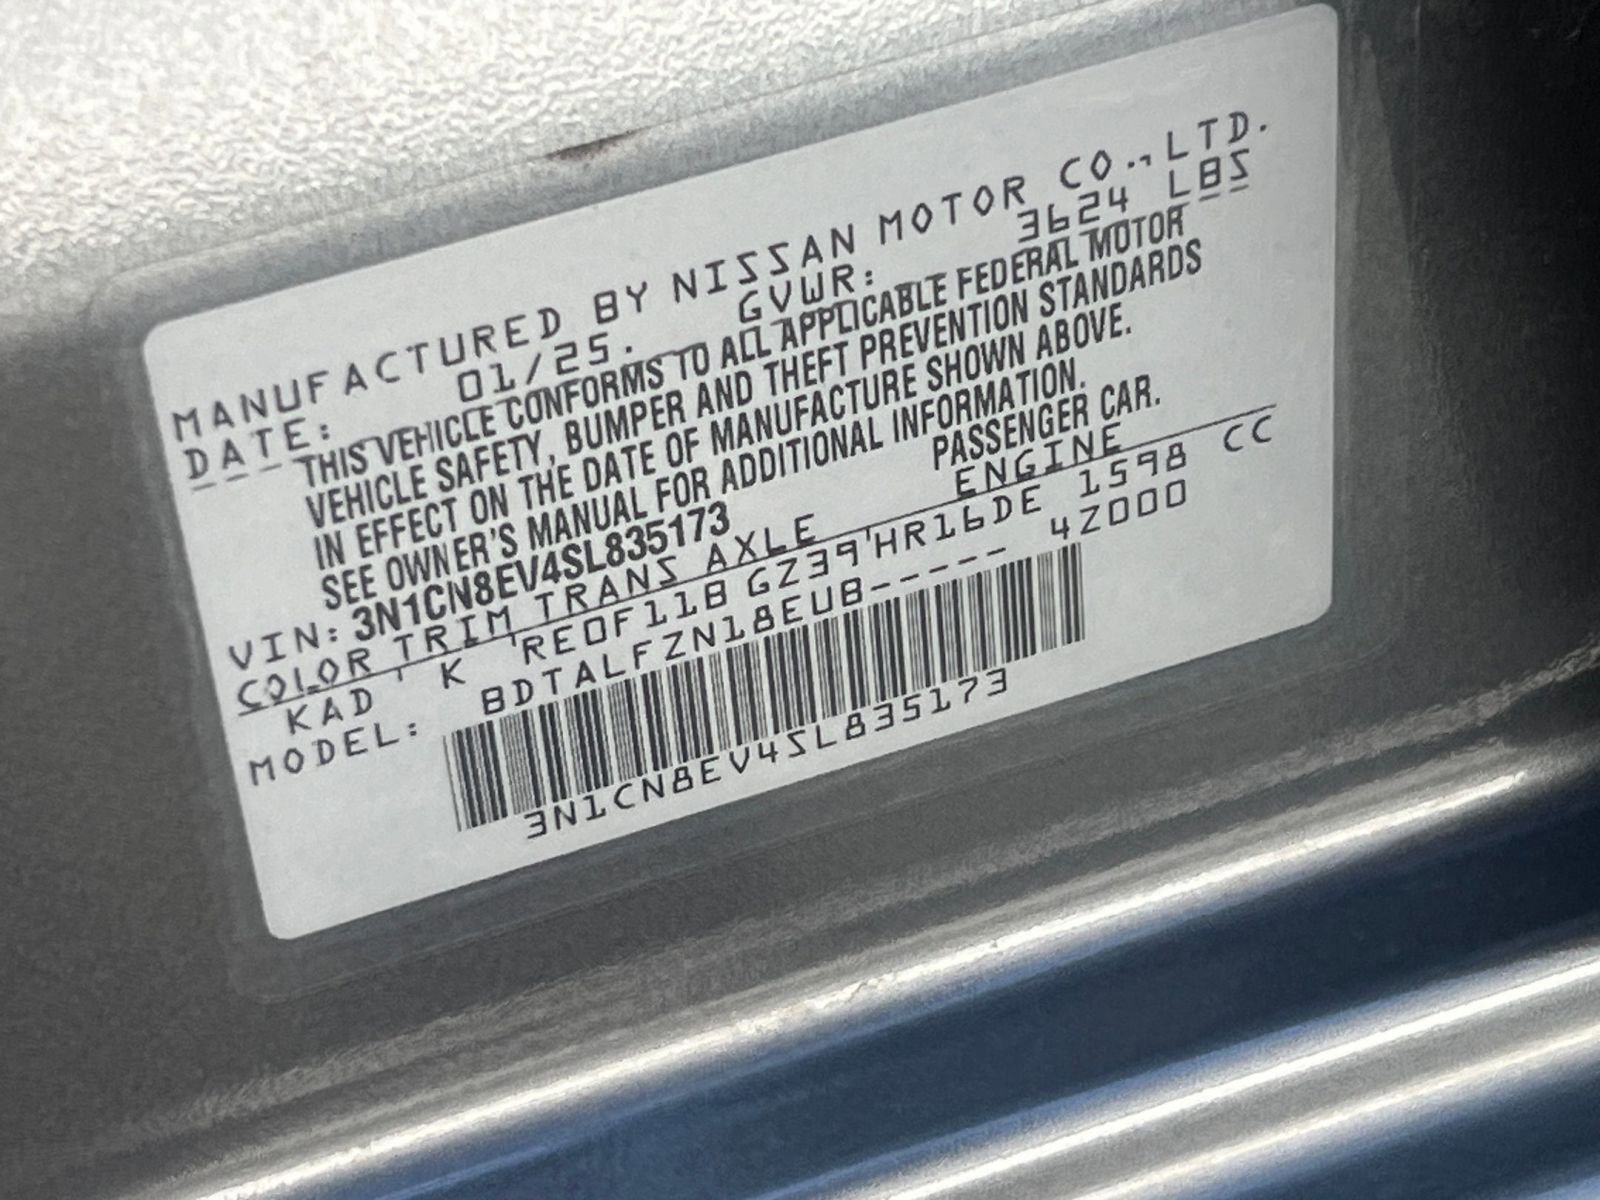 MANUFACTURED BY NISSAN MOTOR CO.,LTD.
DATE: 01/25. GVWR: 3624 LBS
THIS VEHICLE CONFORMS TO ALL APPLICABLE FEDERAL MOTOR
VEHICLE SAFETY, BUMPER AND THEFT PREVENTION STANDARDS
IN EFFECT ON THE DATE OF MANUFACTURE SHOWN ABOVE.
SEE OWNER'S MANUAL FOR ADDITIONAL INFORMATION.
VIN: 3N1CN8EV4SL835173 PASSENGER CAR.
COLOR TRIM TRANS AXLE ENGINE
KAD K RE0F11B GZ39 HR16DE 1598 CC
MODEL: BDTALFZN18EUB----- 4Z000
3N1CN8EV4SL835173